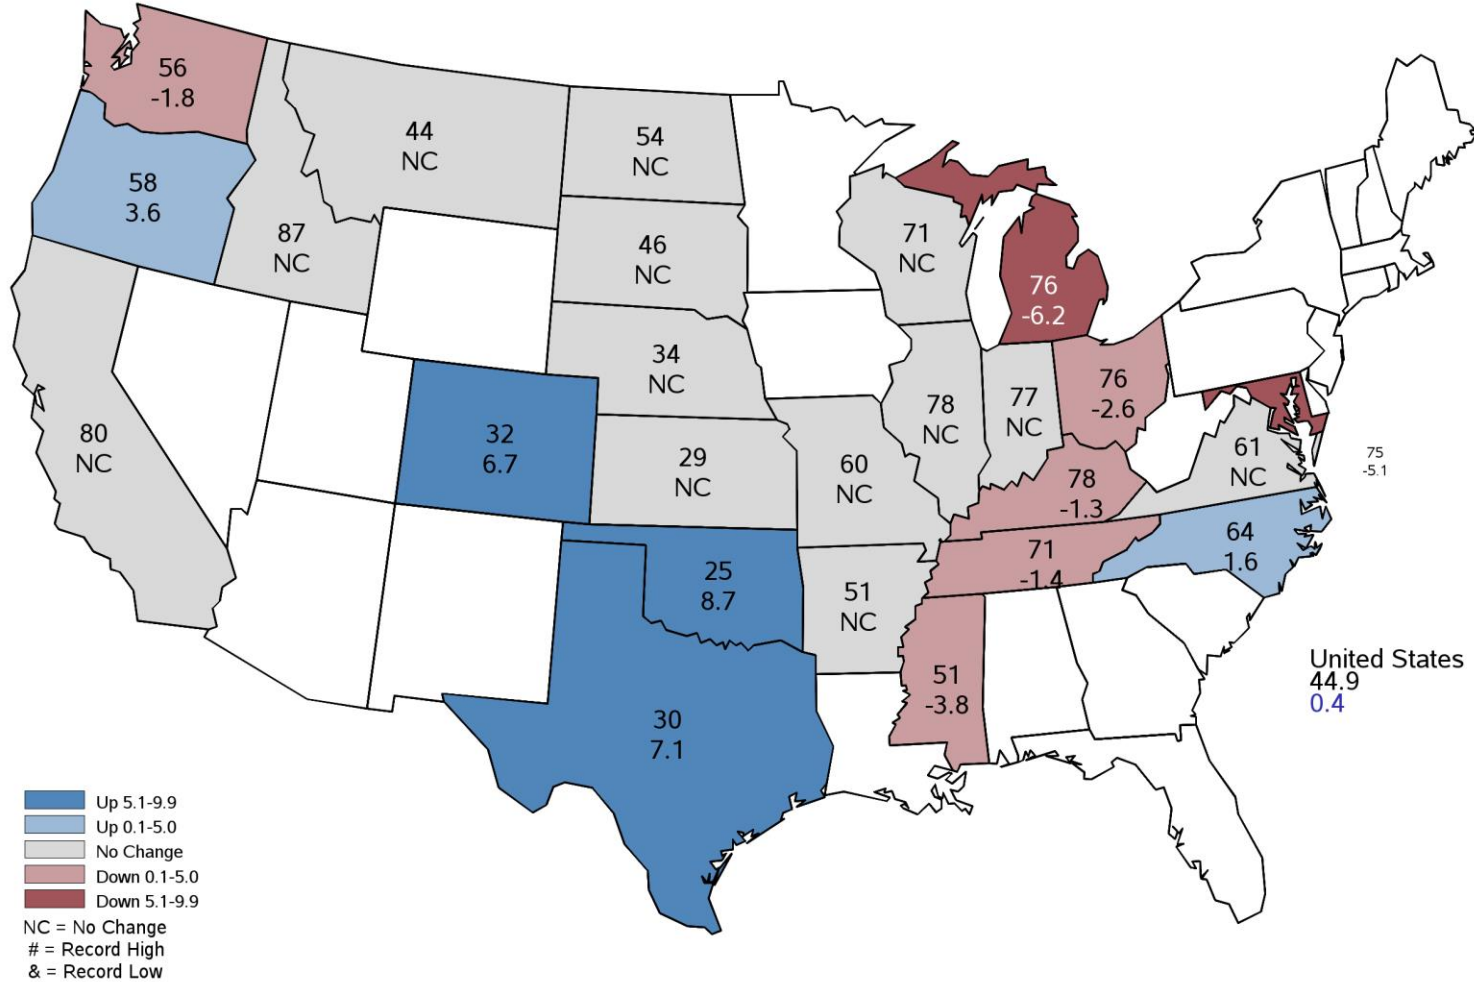 56
-1.8
44
NC
54
NC
58
3.6
87
NC
46
NC
71
NC
76
-6.2
34
NC
76
-2.6
80
NC
32
6.7
29
NC
60
NC
78
NC
77
NC
61
NC
75
-5.1
78
-1.3
64
1.6
71
-1.4
25
8.7
51
NC
51
-3.8
30
7.1
United States
44.9
0.4
Up 5.1-9.9
Up 0.1-5.0
No Change
Down 0.1-5.0
Down 5.1-9.9
NC = No Change
# = Record High
& = Record Low